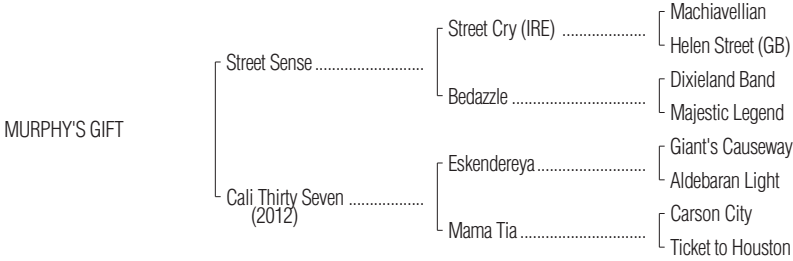 Machiavellian
Street Cry (IRE) ....................
Helen Street (GB)
Street Sense ..........................
Dixieland Band
Bedazzle ................................
Majestic Legend
MURPHY'S GIFT
Giant's Causeway
Eskendereya ..........................
Aldebaran Light
Cali Thirty Seven ..................
(2012)
Carson City
Mama Tia ..............................
Ticket to Houston